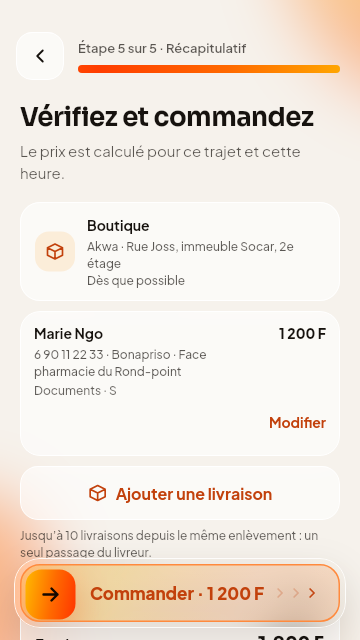 Étape 5 sur 5 · Récapitulatif
Vérifiez et commandez
Le prix est calculé pour ce trajet et cette
heure.
Boutique
Akwa · Rue Joss, immeuble Socar, 2e
étage
Dès que possible
Marie Ngo 1 200 F
6 90 11 22 33 · Bonapriso · Face
pharmacie du Rond-point
Documents · S
Modifier
Ajouter une livraison
Jusqu'à 10 livraisons depuis le même enlèvement : un
seul passage du livreur.
Commander · 1 200 F